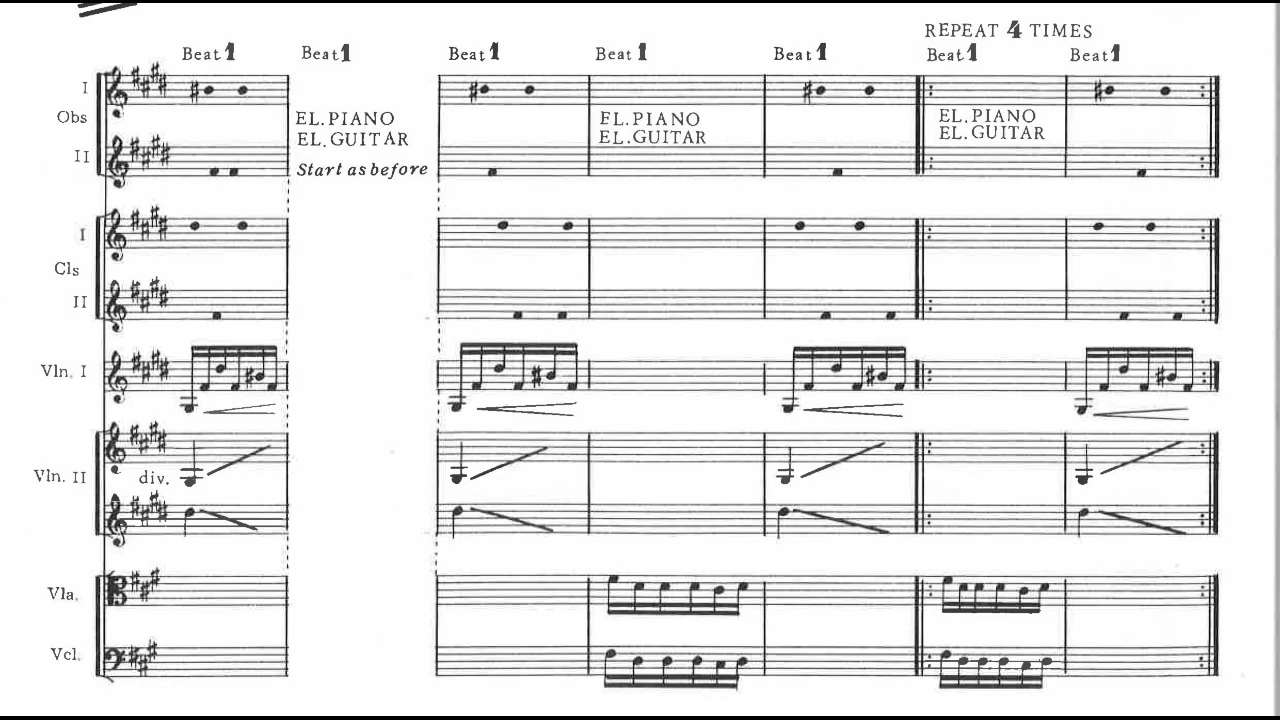 REPEAT 4 TIMES
Beat 1 Beat 1 Beat 1 Beat 1 Beat 1 Beat 1 Beat 1
I
Obs
II
EL. PIANO
EL. GUITAR
Start as before
EL. PIANO
EL. GUITAR
EL. PIANO
EL. GUITAR
I
Cls
II
Vln. I
Vln. II div.
Vla.
Vcl.